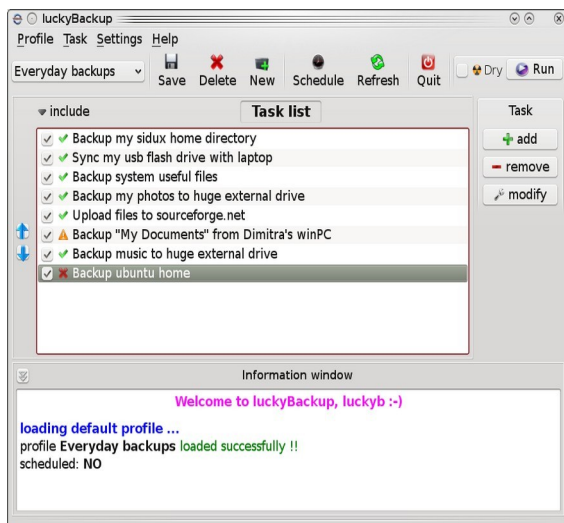 luckyBackup
Profile Task Settings Help
Everyday backups Save Delete New Schedule Refresh Quit Dry Run
include Task list Task
Backup my sidux home directory
Sync my usb flash drive with laptop
Backup system useful files
Backup my photos to huge external drive
Upload files to sourceforge.net
Backup "My Documents" from Dimitra's winPC
Backup music to huge external drive
Backup ubuntu home
add
remove
modify
Information window
Welcome to luckyBackup, luckyb :-)
loading default profile ...
profile Everyday backups loaded successfully !!
scheduled: NO